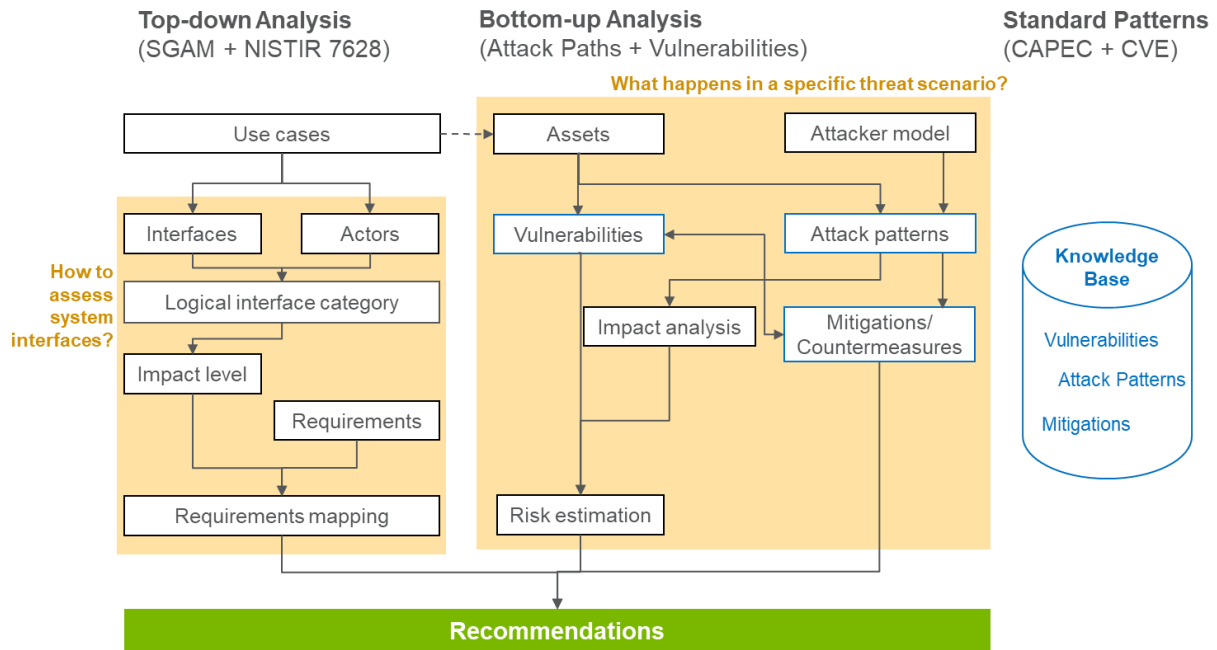 Top-down Analysis
(SGAM + NISTIR 7628)
Bottom-up Analysis
(Attack Paths + Vulnerabilities)
Standard Patterns
(CAPEC + CVE)
What happens in a specific threat scenario?
Use cases
Assets
Attacker model
Interfaces
Actors
Vulnerabilities
Attack patterns
How to
assess
system
interfaces?
Logical interface category
Impact analysis
Mitigations/
Countermeasures
Impact level
Requirements
Requirements mapping
Risk estimation
Knowledge
Base
Vulnerabilities
Attack Patterns
Mitigations
Recommendations